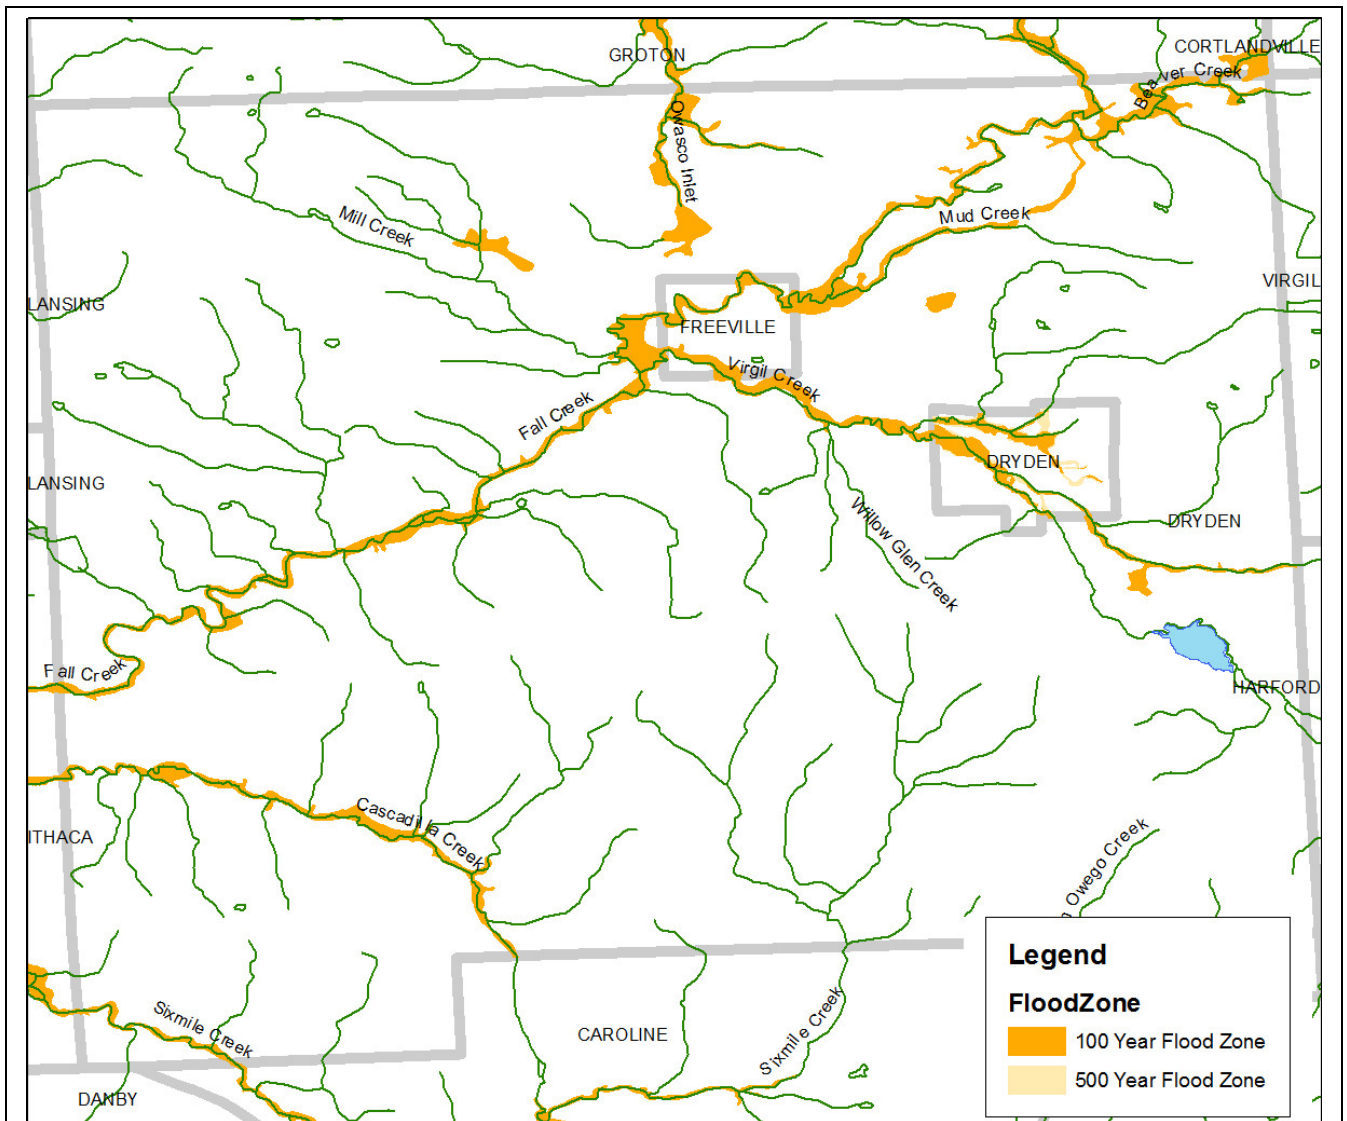 GROTON
CORTLANDVILLE
Beaver Creek
Owasco Inlet
Mill Creek
Mud Creek
LANSING
VIRGIL
FREEVILLE
Virgil Creek
Fall Creek
DRYDEN
LANSING
Willow Glen Creek
DRYDEN
Fall Creek
HARFORD
Cascadilla Creek
ITHACA
Owego Creek
Legend
FloodZone
100 Year Flood Zone
500 Year Flood Zone
Sixmile Creek
CAROLINE
Sixmile Creek
DANBY